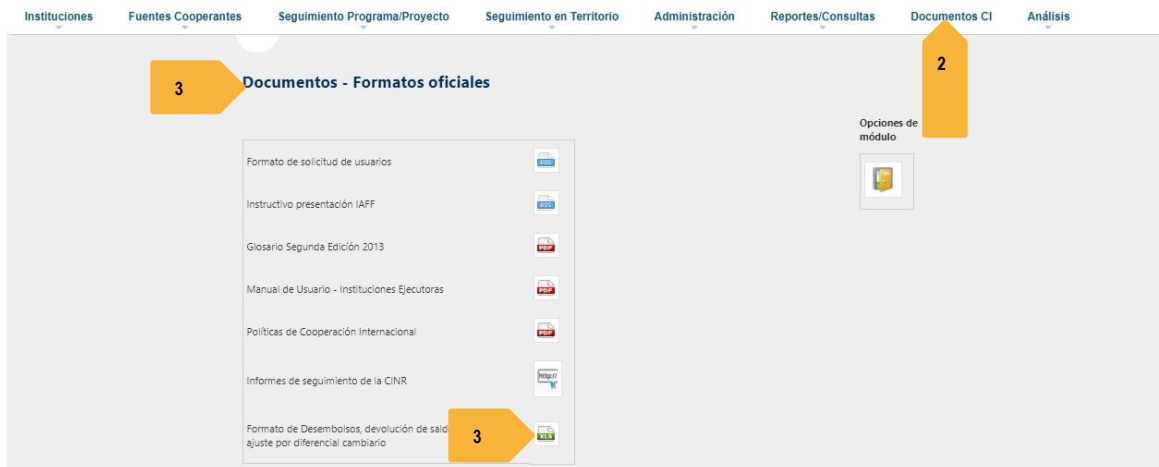 Instituciones Fuentes Cooperantes Seguimiento Programa/Proyecto Seguimiento en Territorio Administración Reportes/Consultas Documentos CI Análisis
2
3
Documentos - Formatos oficiales
Opciones de
módulo
Formato de solicitud de usuarios DOC
Instructivo presentación IAFF DOC
Glosario Segunda Edición 2013 PDF
Manual de Usuario - Instituciones Ejecutoras PDF
Políticas de Cooperación Internacional PDF
Informes de seguimiento de la CINR http://
Formato de Desembolsos, devolución de sald
ajuste por diferencial cambiario
3
XLS